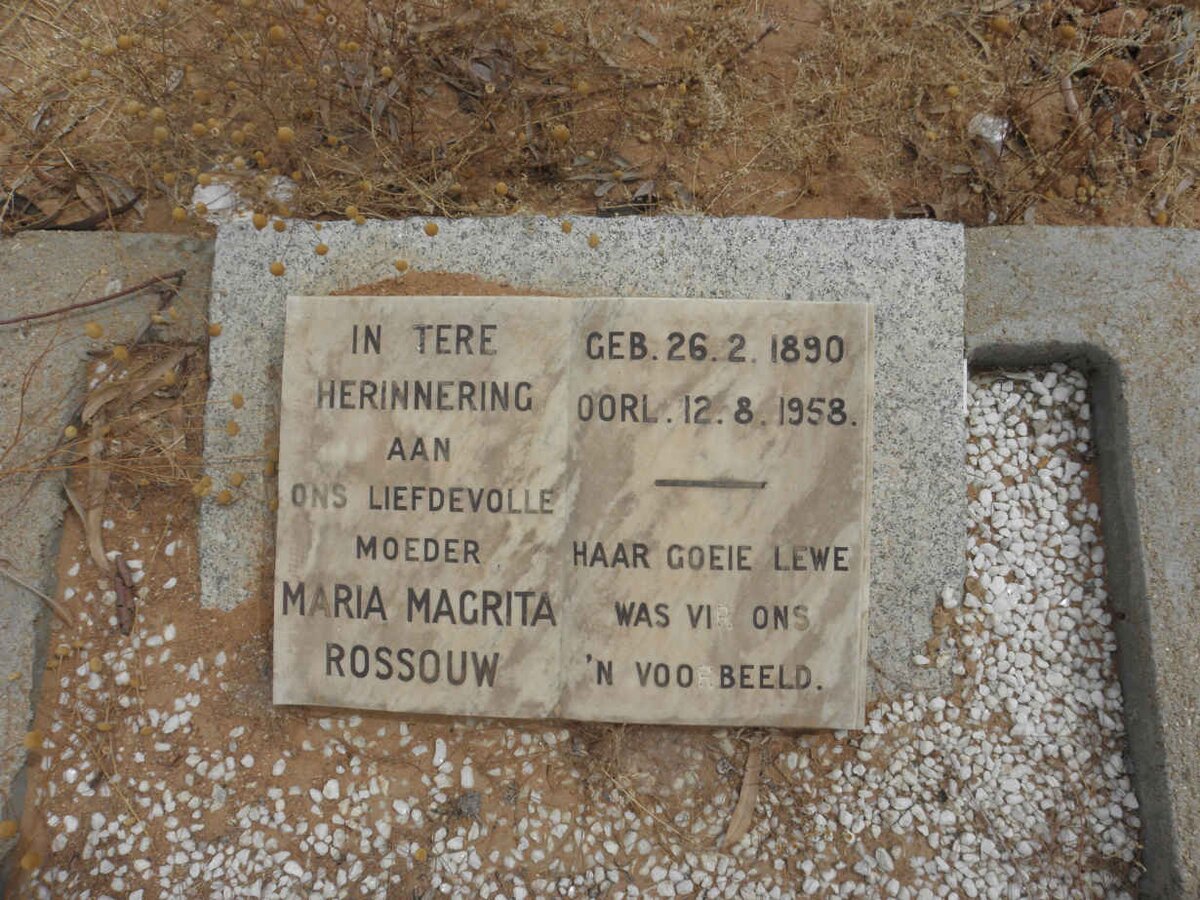 IN TERE
HERINNERING
AAN
ONS LIEFDEVOLLE
MOEDER
MARIA MAGRITA
ROSSOUW
GEB. 26. 2. 1890
OORL. 12. 8. 1958.
HAAR GOEIE LEWE
WAS VIR ONS
'N VOORBEELD.